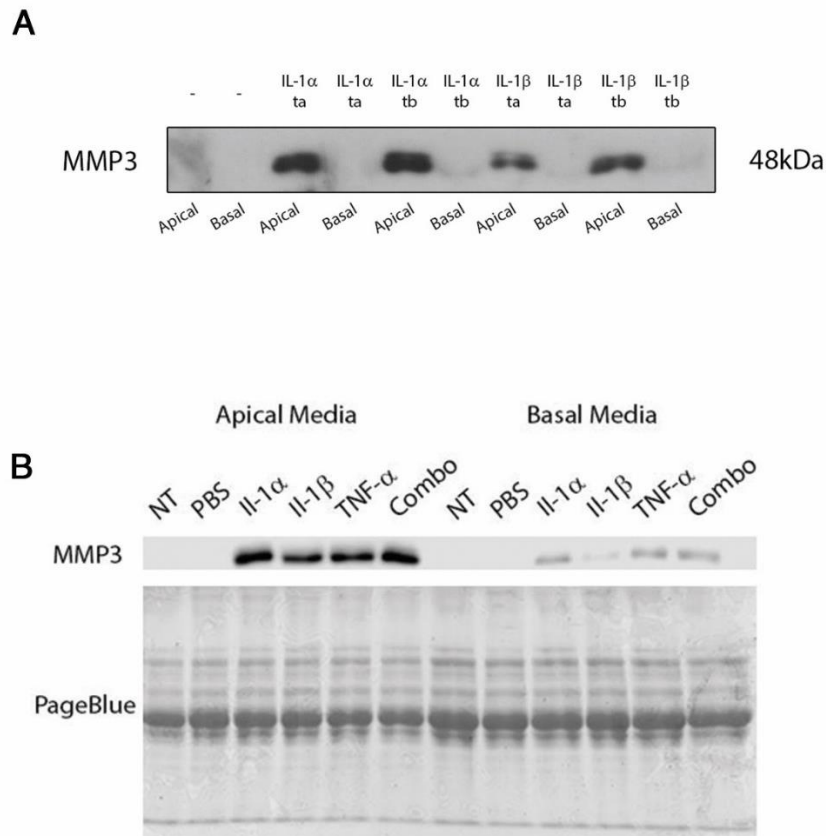 A
- - IL-1α IL-1α IL-1α IL-1α IL-1β IL-1β IL-1β IL-1β
ta ta tb tb ta ta tb tb
MMP3 48kDa
Apical Basal Apical Basal Apical Basal Apical Basal Apical Basal
Apical Media Basal Media
B
NT PBS Il-1α Il-1β TNF-α Combo NT PBS Il-1α Il-1β TNF-α Combo
MMP3
PageBlue